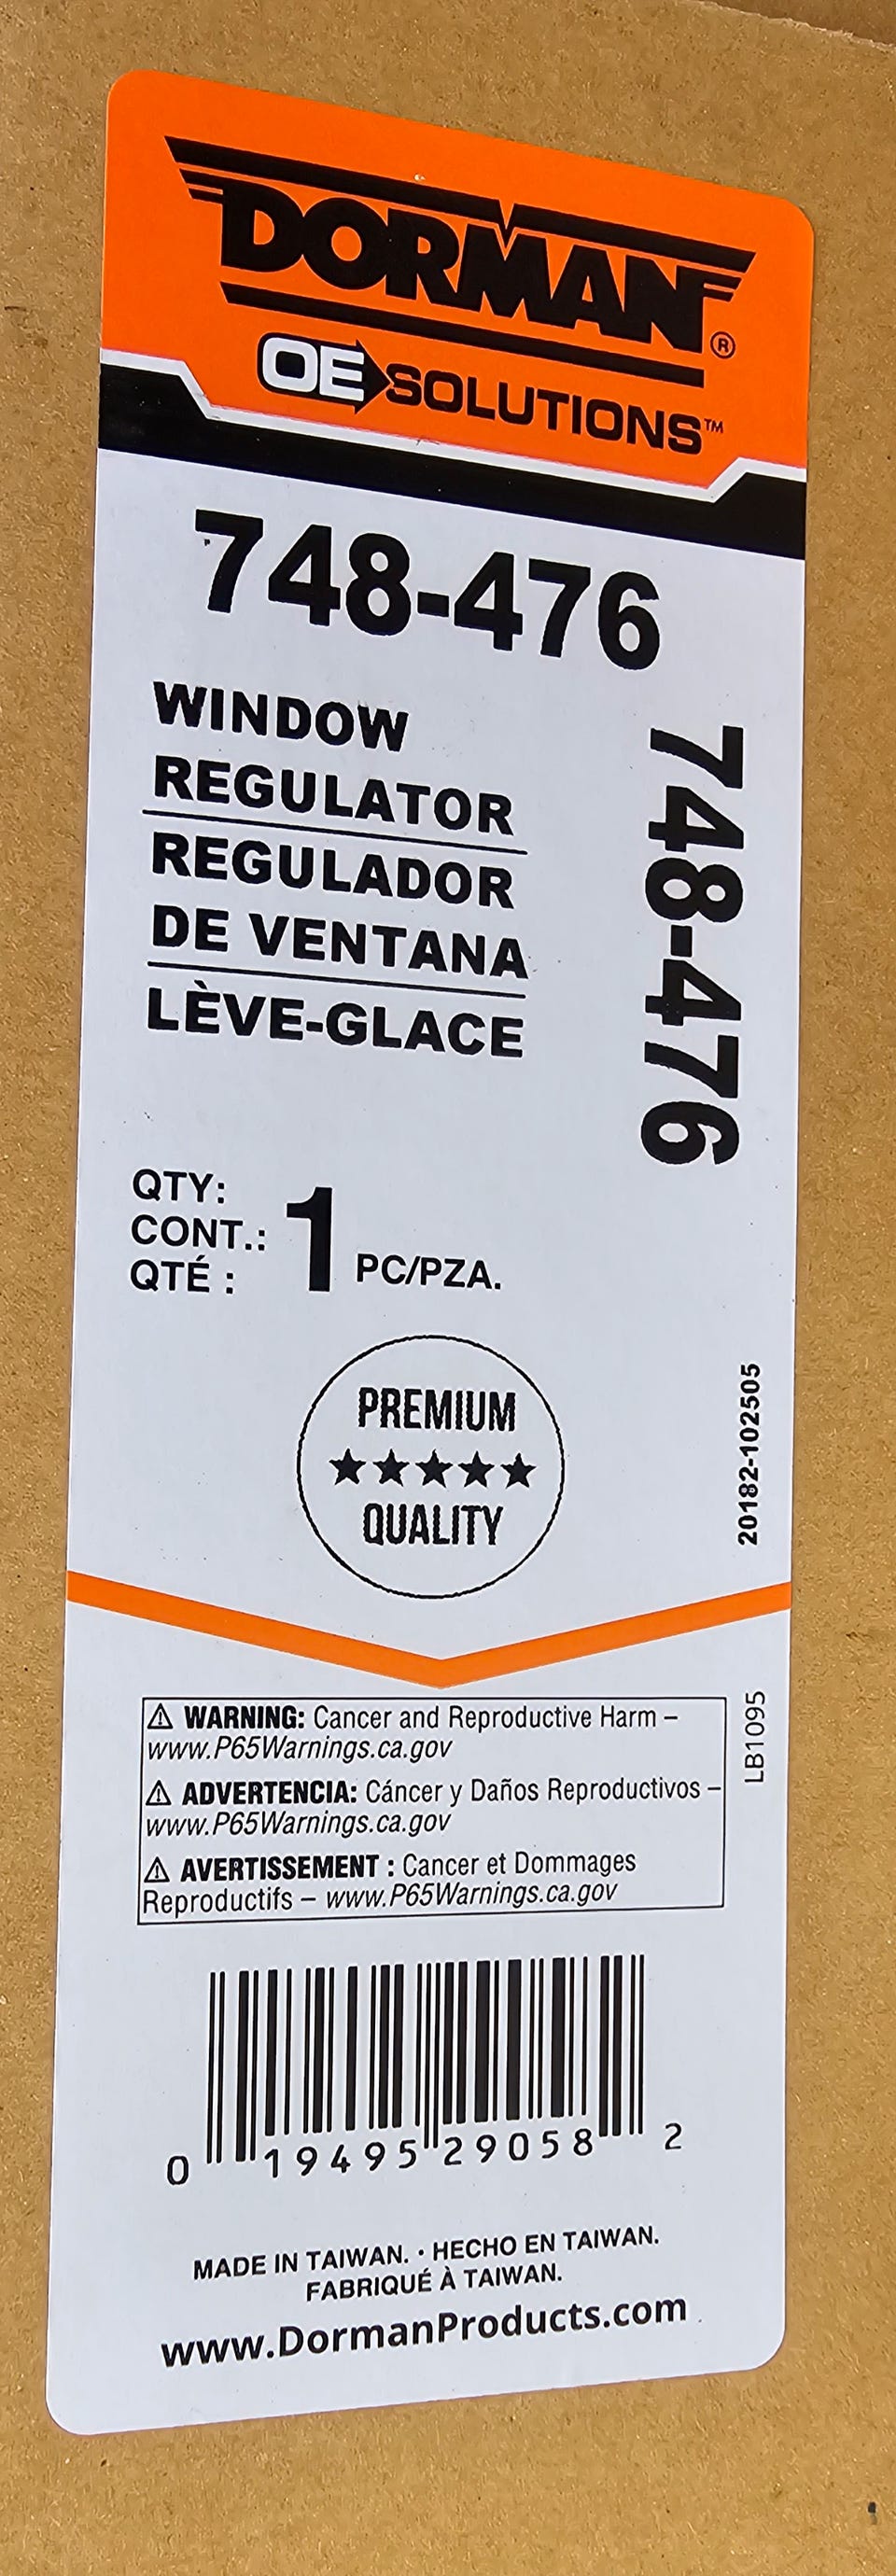 DORMAN®
OE SOLUTIONS™
748-476
WINDOW
REGULATOR
REGULADOR
DE VENTANA
LÈVE-GLACE
748-476
QTY:
CONT.: 1 PC/PZA.
QTÉ :
PREMIUM
★★★★★
QUALITY
20182-102505
⚠ WARNING: Cancer and Reproductive Harm –
www.P65Warnings.ca.gov
⚠ ADVERTENCIA: Cáncer y Daños Reproductivos –
www.P65Warnings.ca.gov
⚠ AVERTISSEMENT : Cancer et Dommages
Reproductifs – www.P65Warnings.ca.gov
LB1095
0 19495 29058 2
MADE IN TAIWAN. • HECHO EN TAIWAN.
FABRIQUÉ À TAIWAN.
www.DormanProducts.com